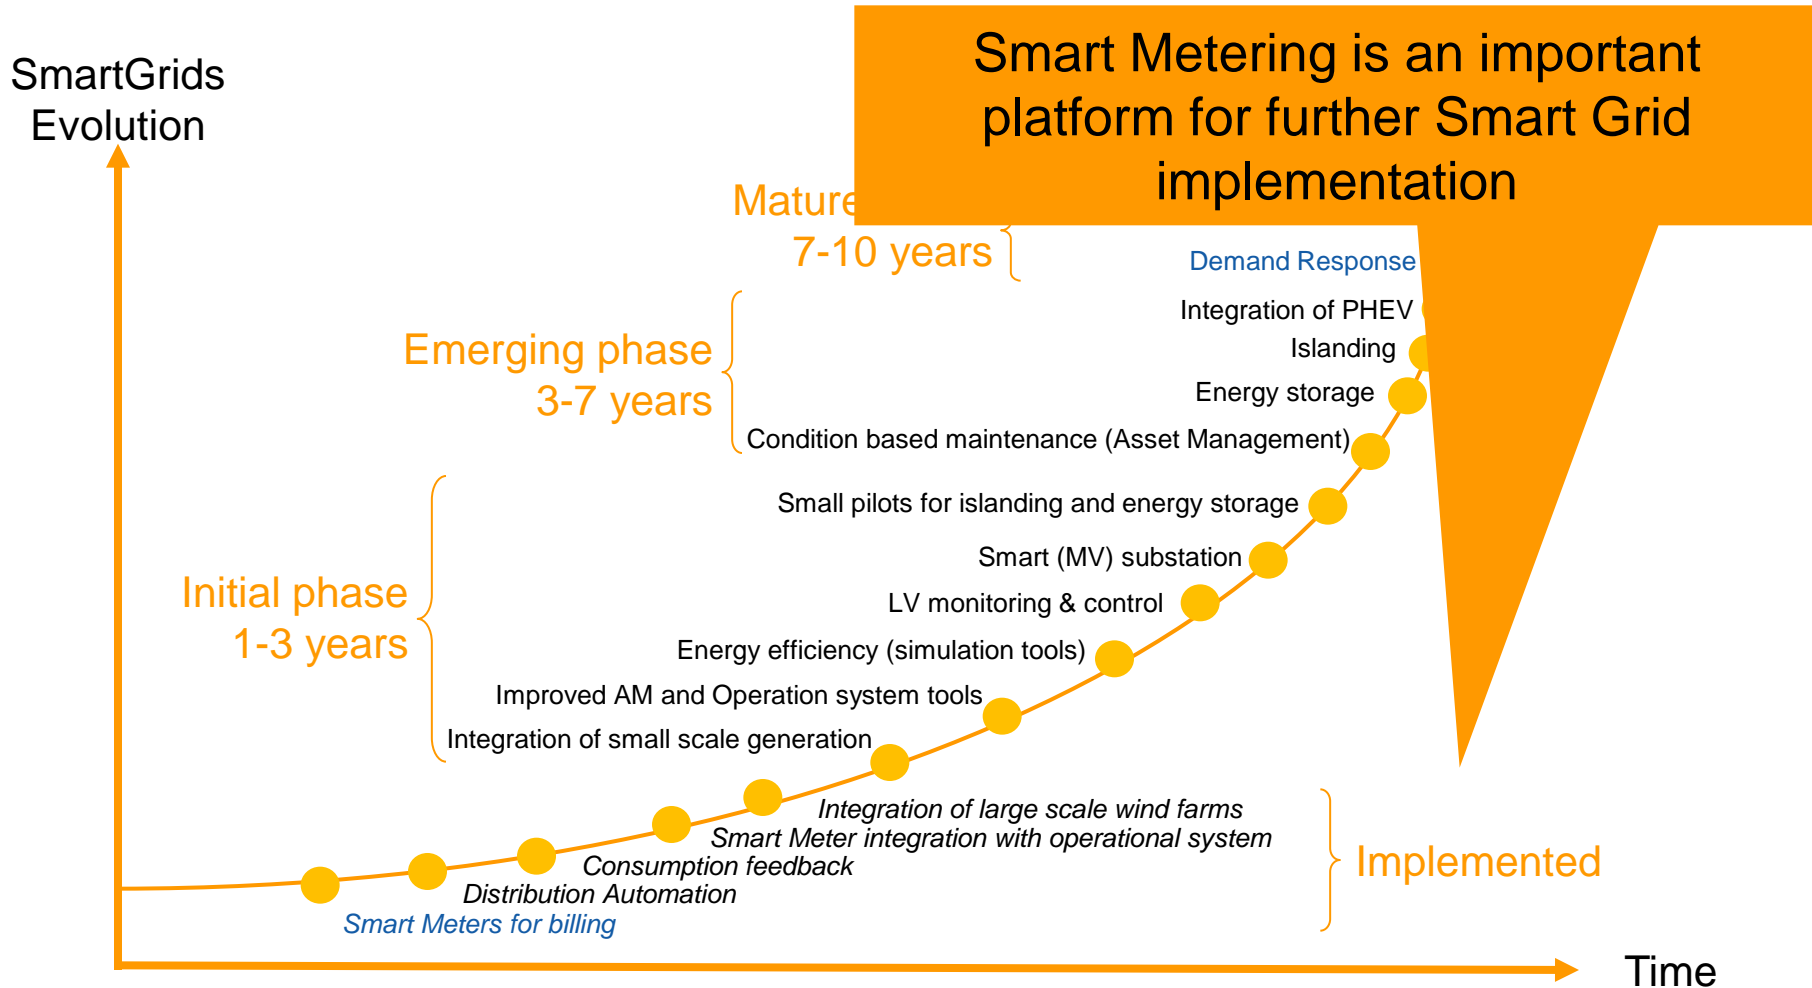 SmartGrids
Evolution
Smart Metering is an important
platform for further Smart Grid
implementation
Mature
7-10 years
Demand Response
Integration of PHEV
Islanding
Emerging phase
3-7 years
Energy storage
Condition based maintenance (Asset Management)
Small pilots for islanding and energy storage
Smart (MV) substation
Initial phase
1-3 years
LV monitoring & control
Energy efficiency (simulation tools)
Improved AM and Operation system tools
Integration of small scale generation
Integration of large scale wind farms
Smart Meter integration with operational system
Consumption feedback
Distribution Automation
Smart Meters for billing
Implemented
Time